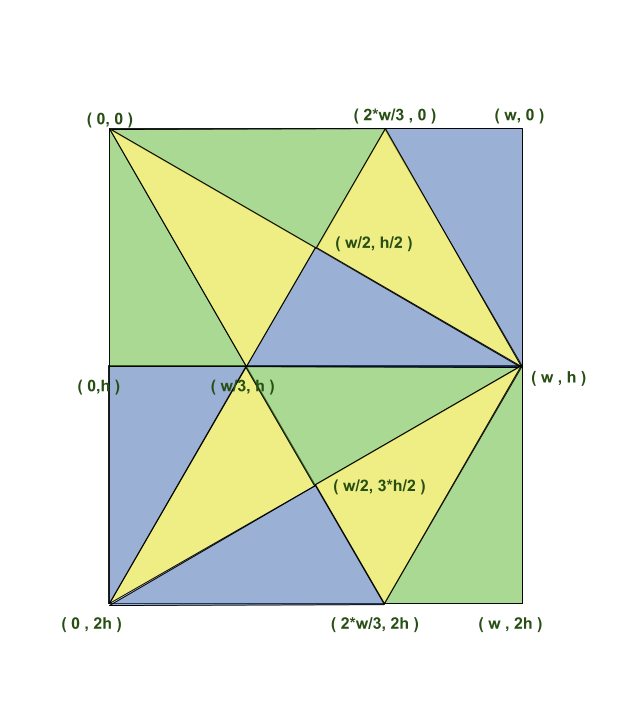 ( 0, 0 )
( 2*w/3 , 0 )
( w, 0 )
( w/2, h/2 )
( 0,h )
( w/3, h )
( w , h )
( w/2, 3*h/2 )
( 0 , 2h )
( 2*w/3, 2h )
( w , 2h )